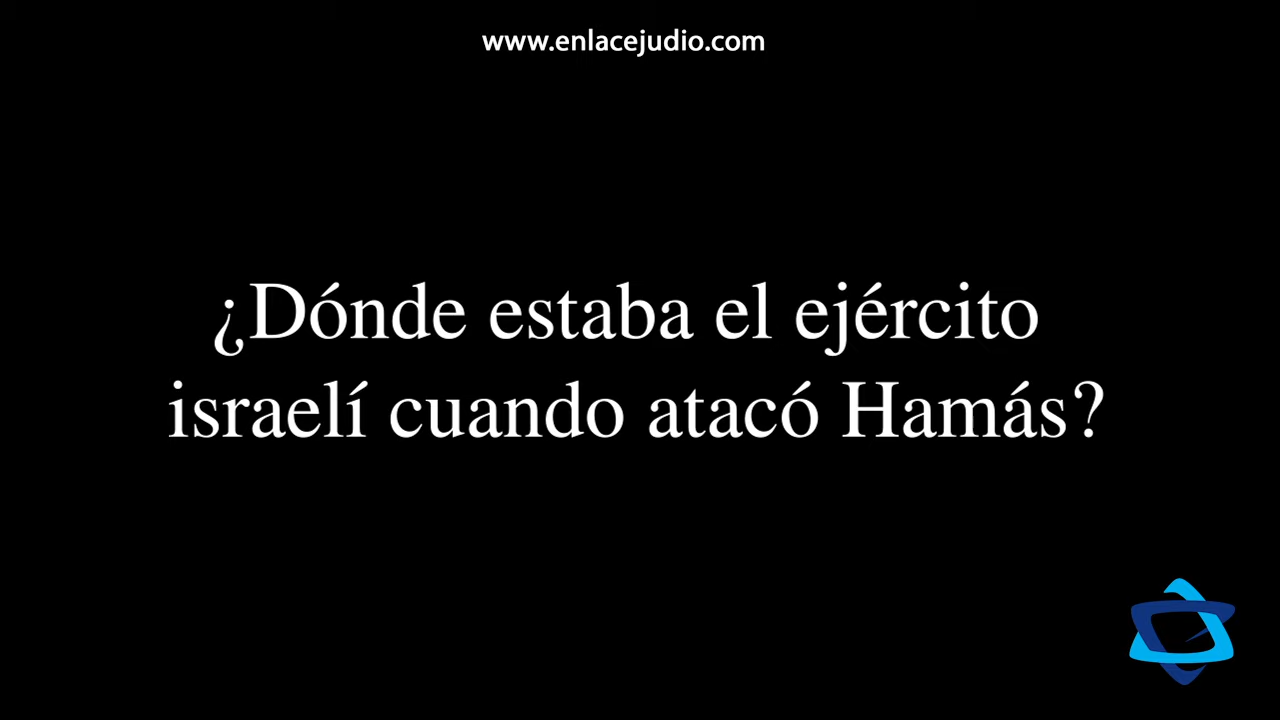 www.enlacejudio.com
¿Dónde estaba el ejército
israelí cuando atacó Hamás?